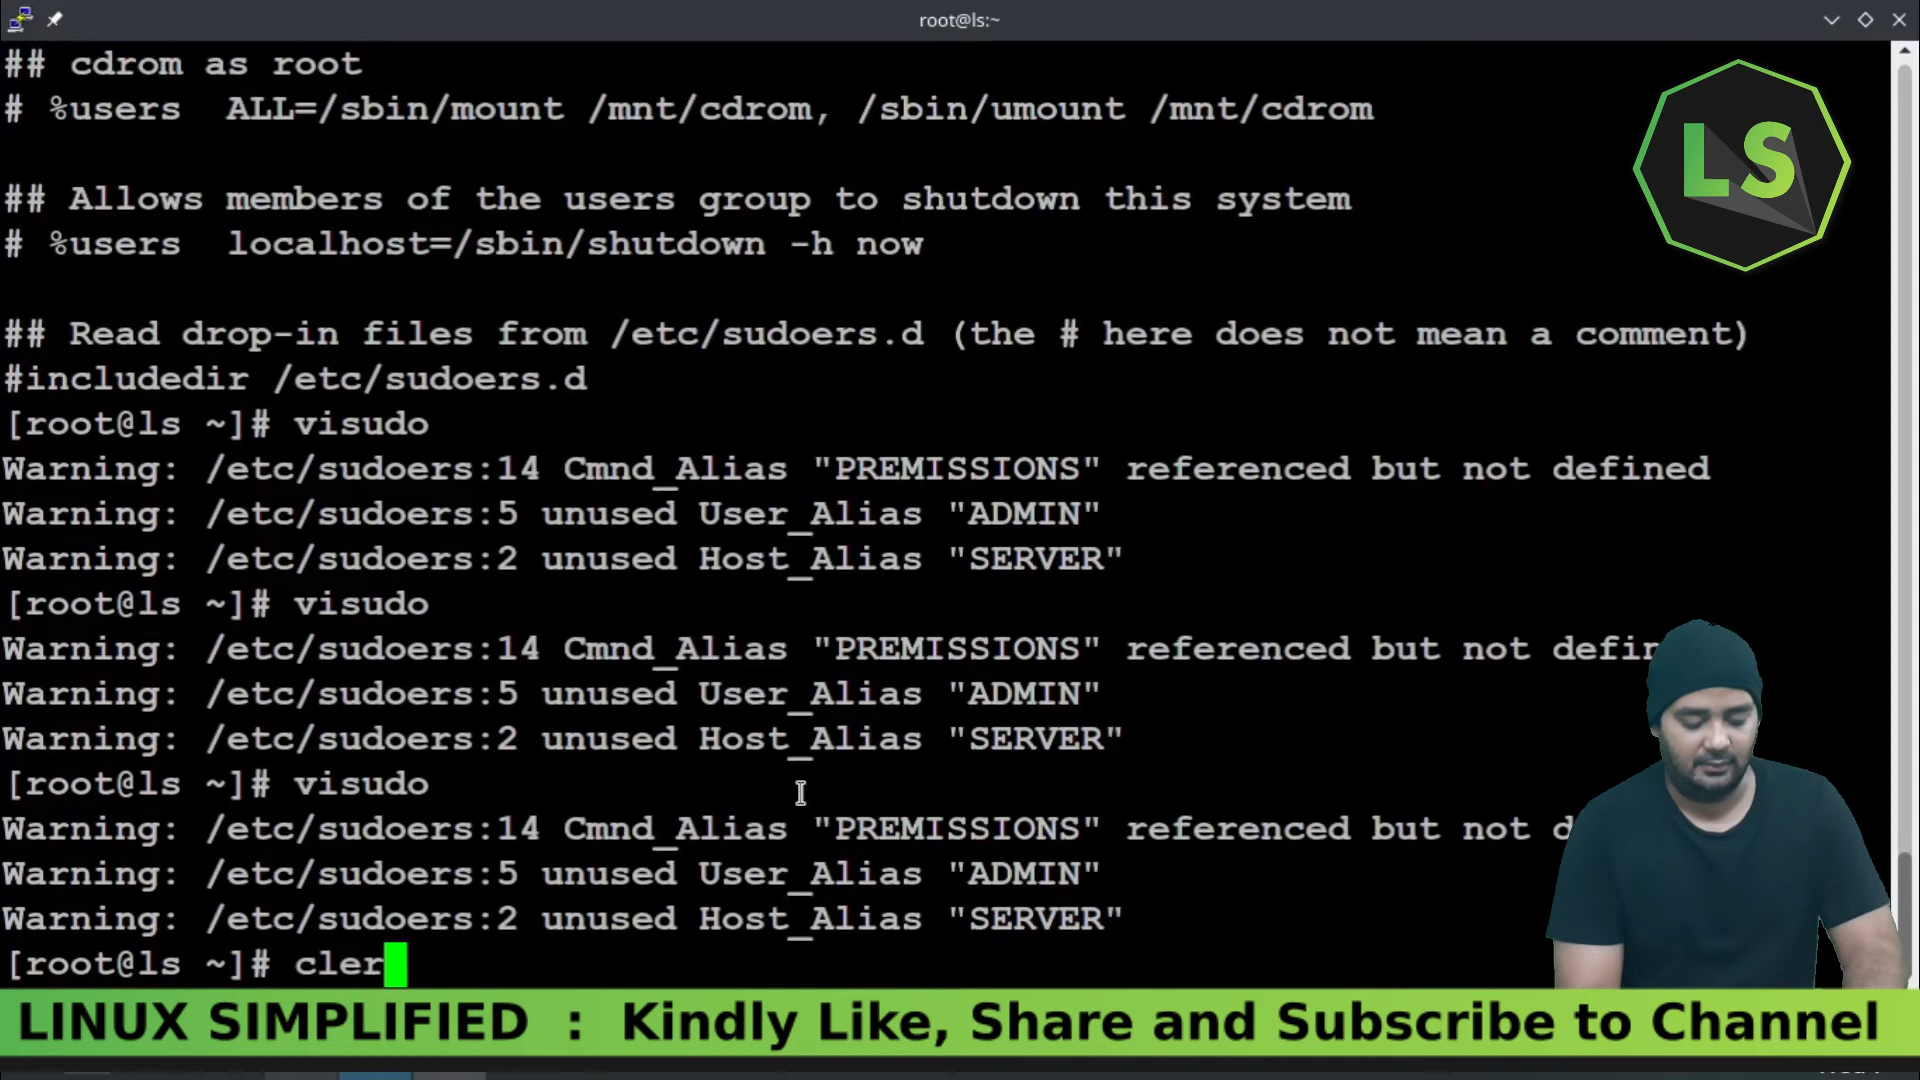 root@ls:~
## cdrom as root
# %users  ALL=/sbin/mount /mnt/cdrom, /sbin/umount /mnt/cdrom
LS
## Allows members of the users group to shutdown this system
# %users  localhost=/sbin/shutdown -h now
## Read drop-in files from /etc/sudoers.d (the # here does not mean a comment)
#includedir /etc/sudoers.d
[root@ls ~]# visudo
Warning: /etc/sudoers:14 Cmnd_Alias "PREMISSIONS" referenced but not defined
Warning: /etc/sudoers:5 unused User_Alias "ADMIN"
Warning: /etc/sudoers:2 unused Host_Alias "SERVER"
[root@ls ~]# visudo
Warning: /etc/sudoers:14 Cmnd_Alias "PREMISSIONS" referenced but not
Warning: /etc/sudoers:5 unused User_Alias "ADMIN"
Warning: /etc/sudoers:2 unused Host_Alias "SERVER"
[root@ls ~]# visudo
Warning: /etc/sudoers:14 Cmnd_Alias "PREMISSIONS" referenced but not
Warning: /etc/sudoers:5 unused User_Alias "ADMIN"
Warning: /etc/sudoers:2 unused Host_Alias "SERVER"
[root@ls ~]# cler
LINUX SIMPLIFIED : Kindly Like, Share and Subscribe to Channel